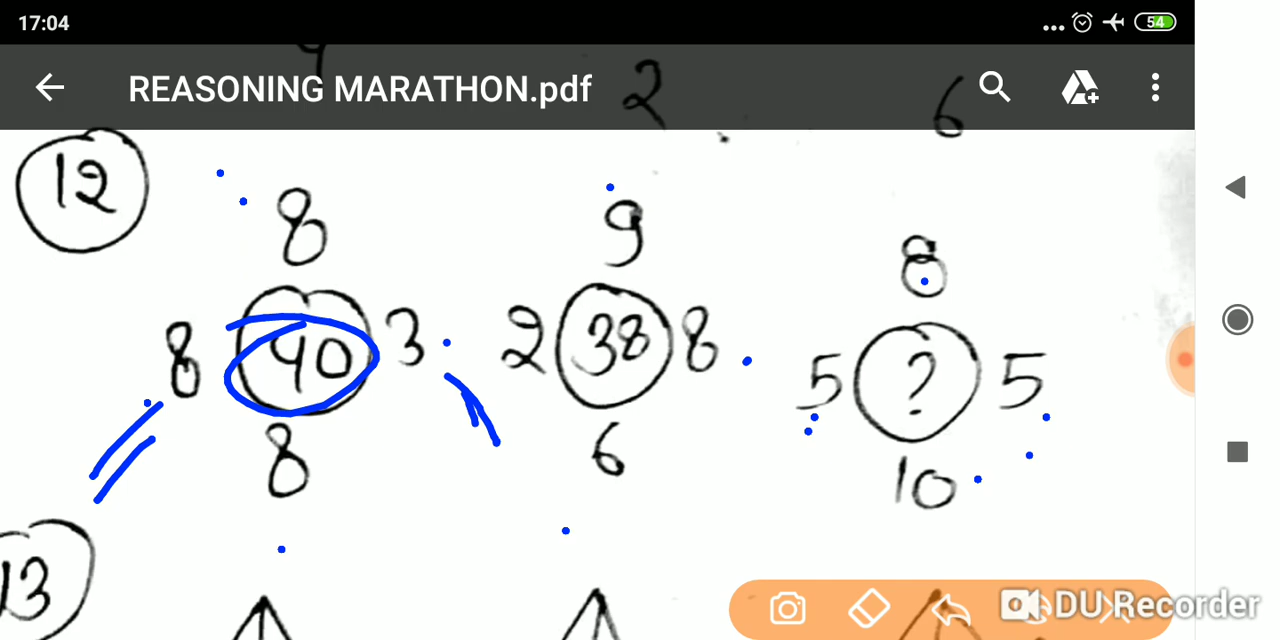 17:04
54
REASONING MARATHON.pdf
2
6
12
8
9
8
8 40 3
2 38 8
5 ? 5
8
6
10
13
DU Recorder